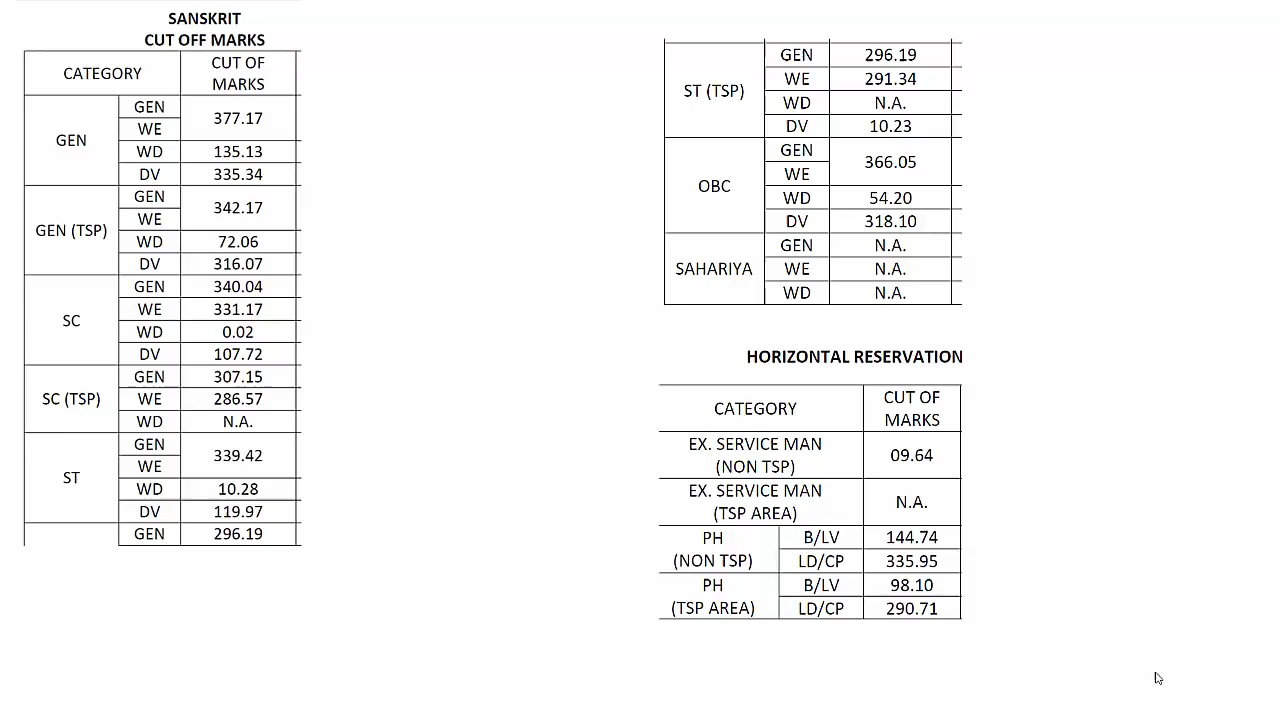 SANSKRIT
CUT OFF MARKS
CATEGORY CUT OF MARKS
GEN GEN 377.17
WE
WD 135.13
DV 335.34
GEN (TSP) GEN 342.17
WE
WD 72.06
DV 316.07
SC GEN 340.04
WE 331.17
WD 0.02
DV 107.72
SC (TSP) GEN 307.15
WE 286.57
WD N.A.
ST GEN 339.42
WE
WD 10.28
DV 119.97
GEN 296.19
ST (TSP) GEN 296.19
WE 291.34
WD N.A.
DV 10.23
OBC GEN 366.05
WE
WD 54.20
DV 318.10
SAHARIYA GEN N.A.
WE N.A.
WD N.A.
HORIZONTAL RESERVATION
CATEGORY CUT OF MARKS
EX. SERVICE MAN
(NON TSP) 09.64
EX. SERVICE MAN
(TSP AREA) N.A.
PH B/LV 144.74
(NON TSP) LD/CP 335.95
PH B/LV 98.10
(TSP AREA) LD/CP 290.71